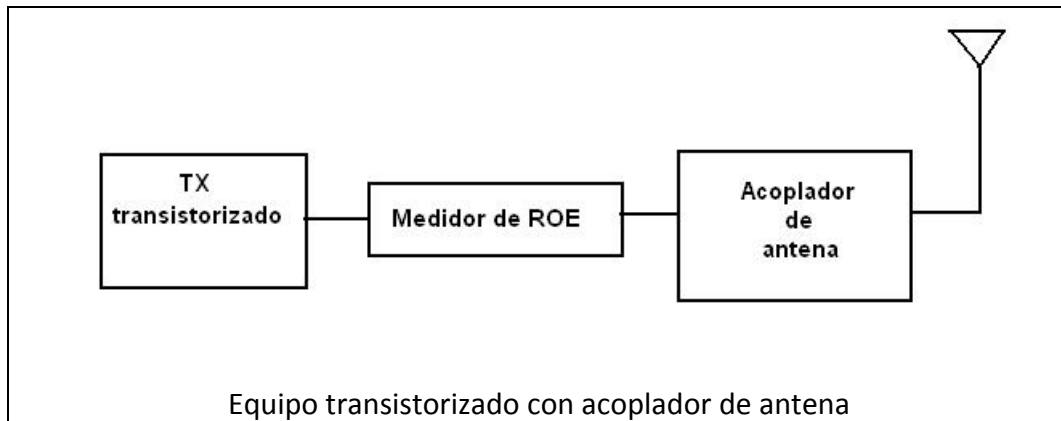 TX
transistorizado
Medidor de ROE
Acoplador
de
antena
Equipo transistorizado con acoplador de antena